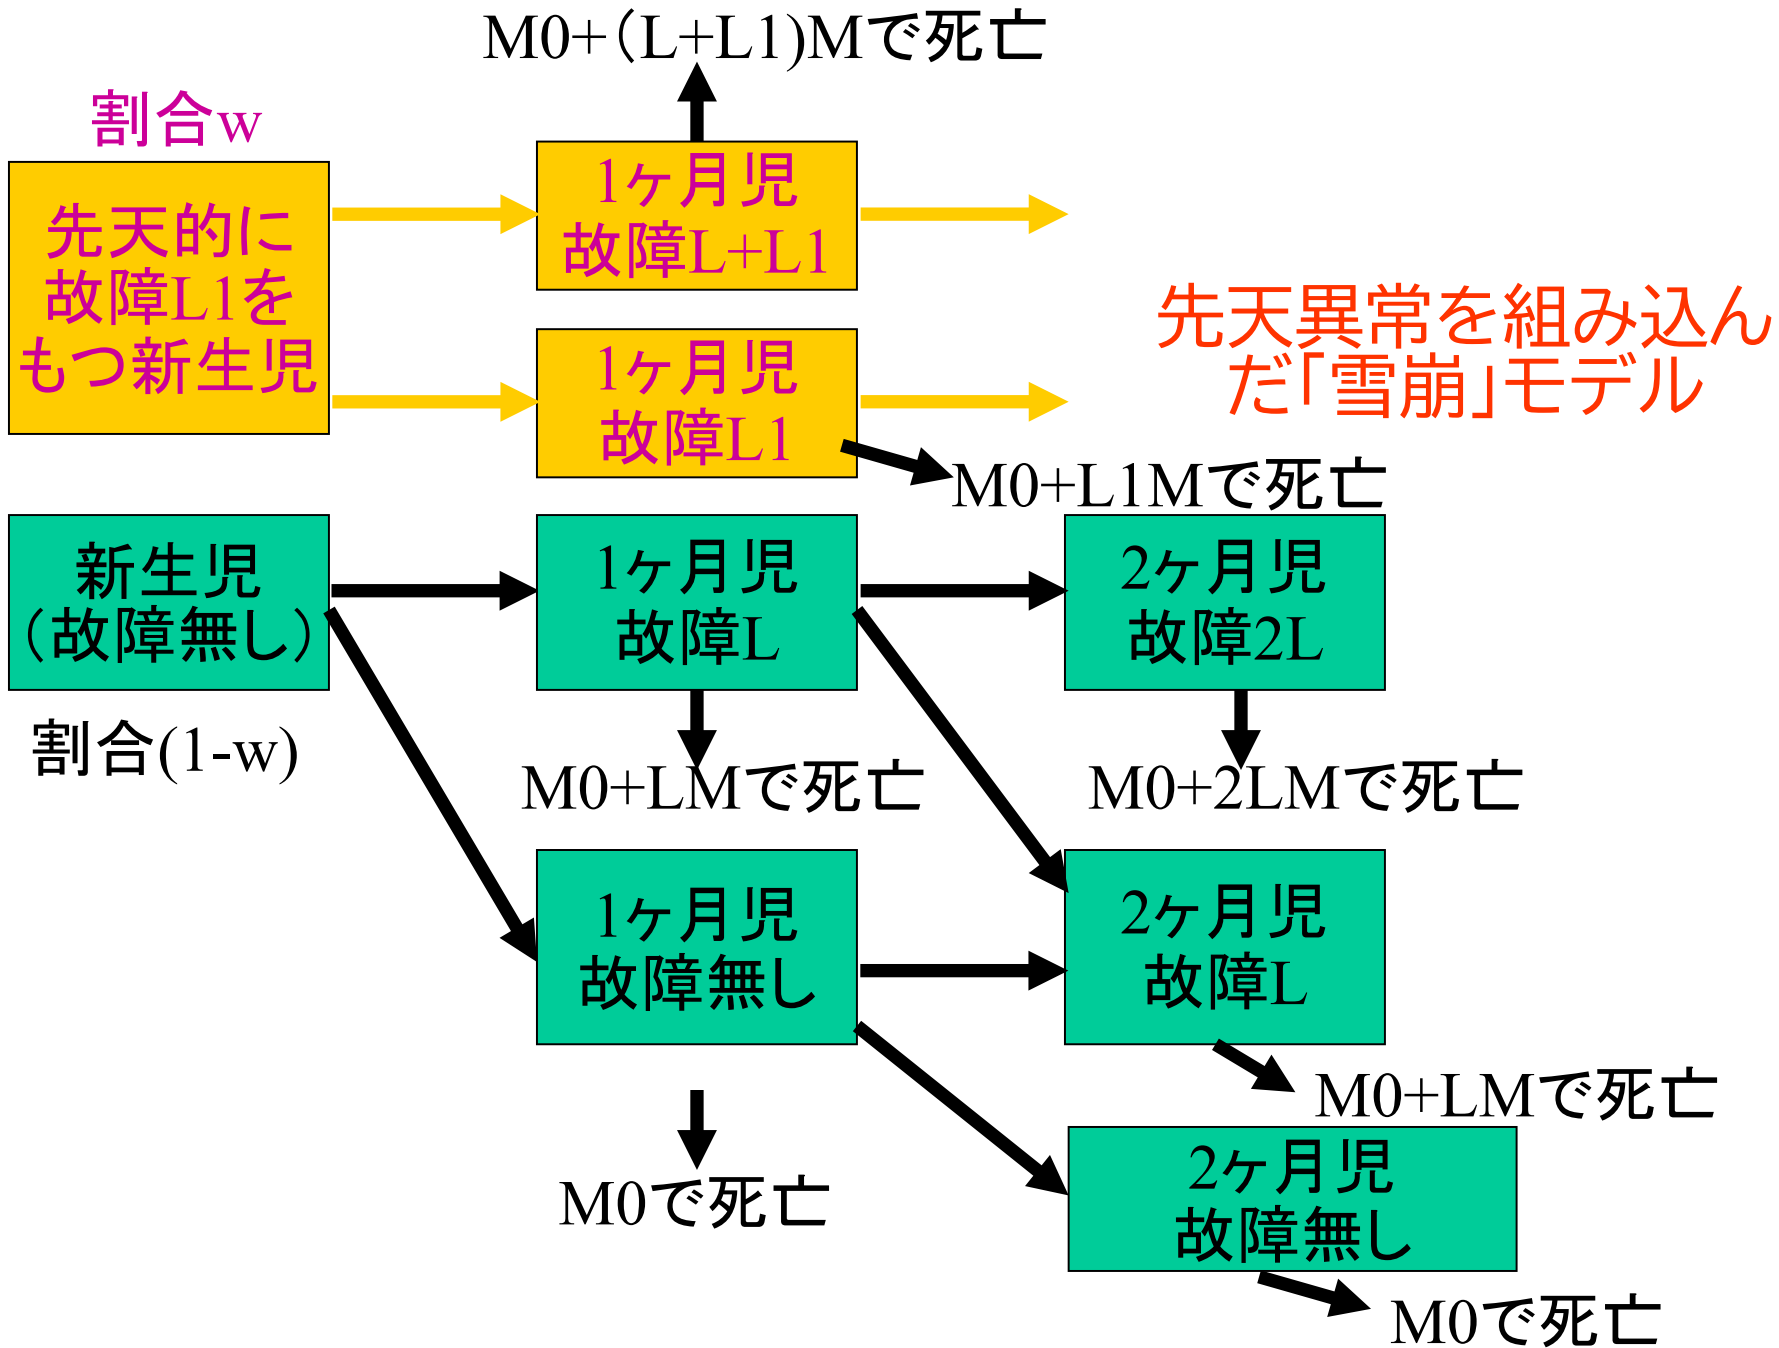 M0+(L+L1)Mで死亡
割合w
先天的に
故障L1を
もつ新生児
1ヶ月児
故障L+L1
1ヶ月児
故障L1
先天異常を組み込ん
だ「雪崩」モデル
M0+L1Mで死亡
新生児
(故障無し)
割合(1-w)
1ヶ月児
故障L
2ヶ月児
故障2L
M0+LMで死亡
M0+2LMで死亡
1ヶ月児
故障無し
2ヶ月児
故障L
M0で死亡
M0+LMで死亡
2ヶ月児
故障無し
M0で死亡